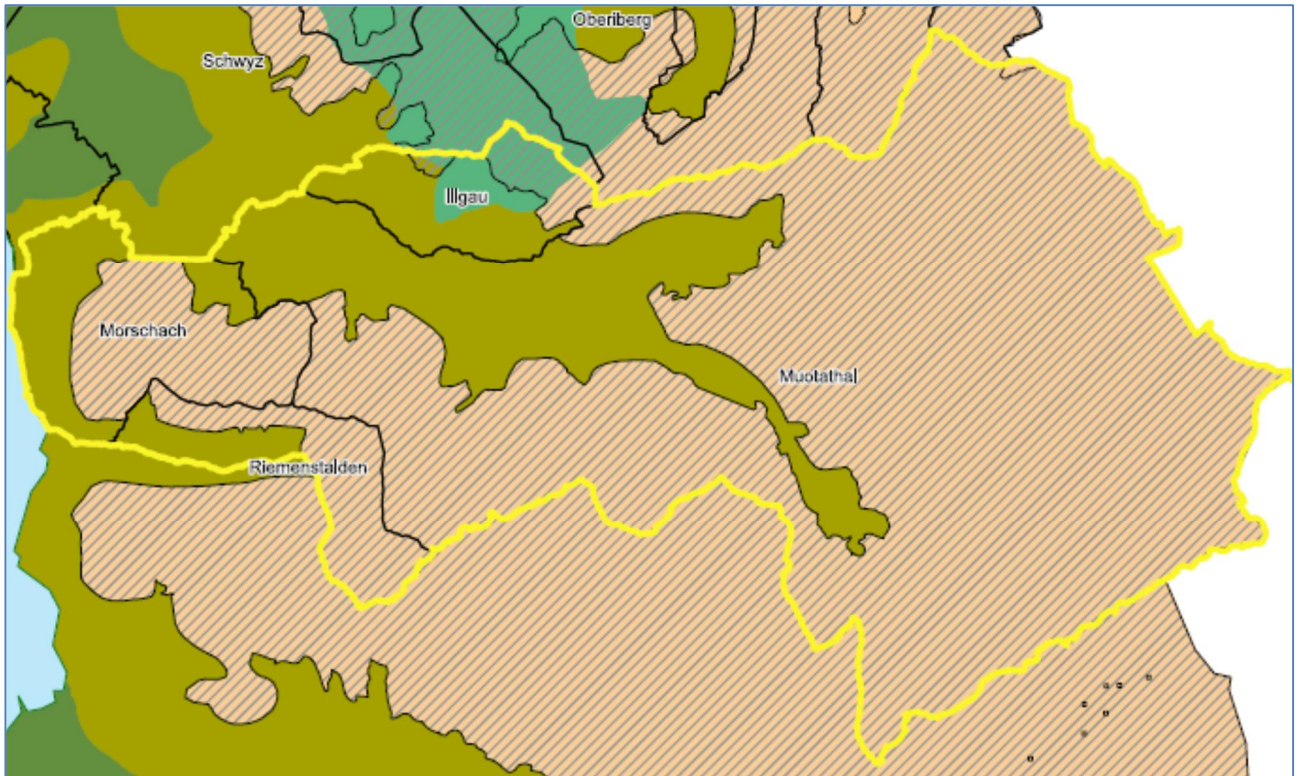 Oberiberg
Schwyz
Illgau
Morschach
Muotathal
Riemenstalden